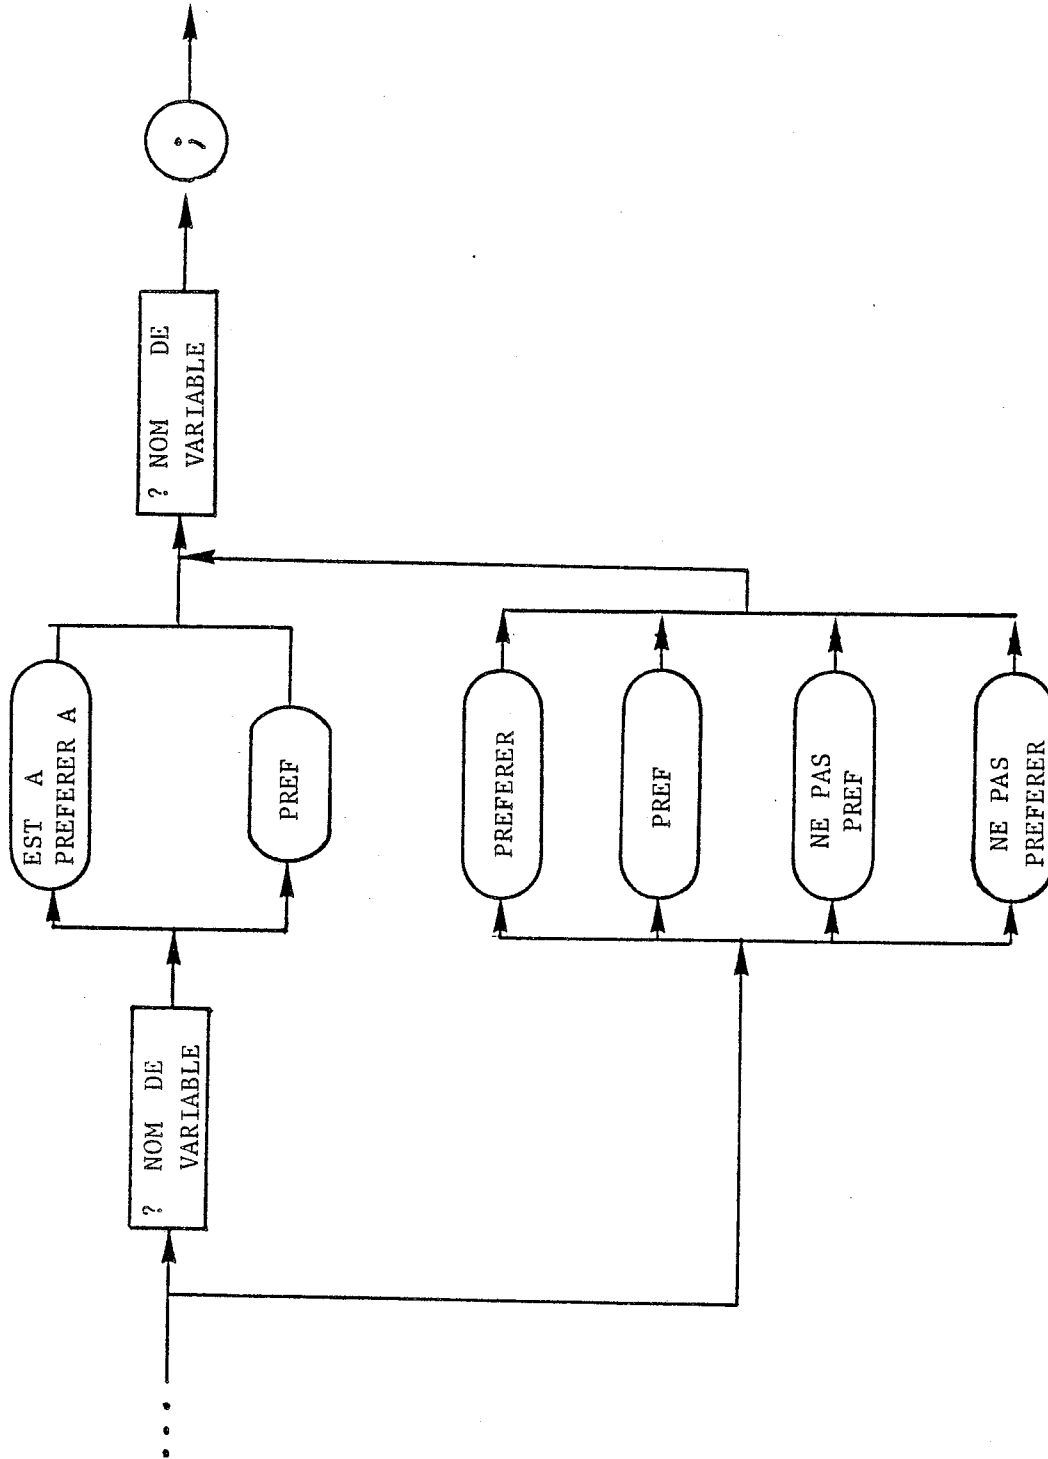 ...
? NOM DE
VARIABLE
EST A
PREFERER A
PREF
PREFERER
PREF
NE PAS
PREF
NE PAS
PREFERER
? NOM DE
VARIABLE
;